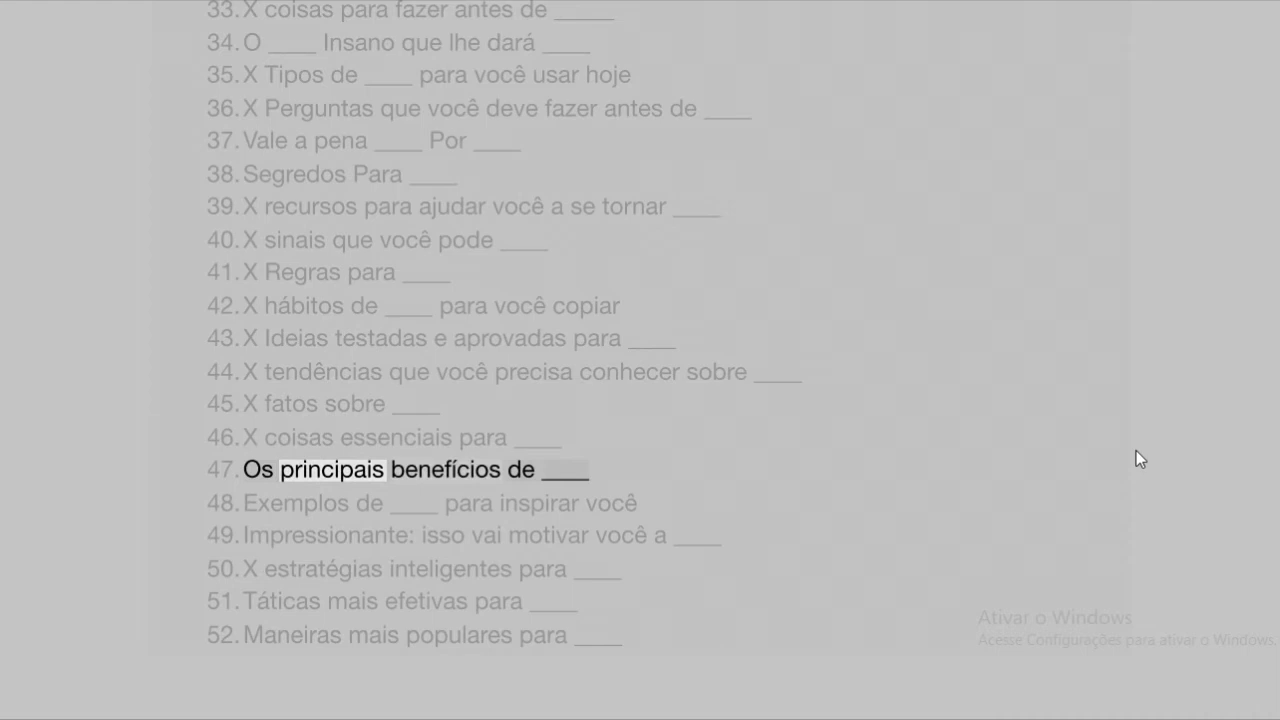 33. X coisas para fazer antes de _____
34. O ____ Insano que lhe dará ____
35. X Tipos de ____ para você usar hoje
36. X Perguntas que você deve fazer antes de ____
37. Vale a pena ____ Por ____
38. Segredos Para ____
39. X recursos para ajudar você a se tornar ____
40. X sinais que você pode ____
41. X Regras para ____
42. X hábitos de ____ para você copiar
43. X Ideias testadas e aprovadas para ____
44. X tendências que você precisa conhecer sobre ____
45. X fatos sobre ____
46. X coisas essenciais para ____
47. Os principais benefícios de ____
48. Exemplos de ____ para inspirar você
49. Impressionante: isso vai motivar você a ____
50. X estratégias inteligentes para ____
51. Táticas mais efetivas para ____
52. Maneiras mais populares para ____
Ativar o Windows
Acesse Configurações para ativar o Windows.